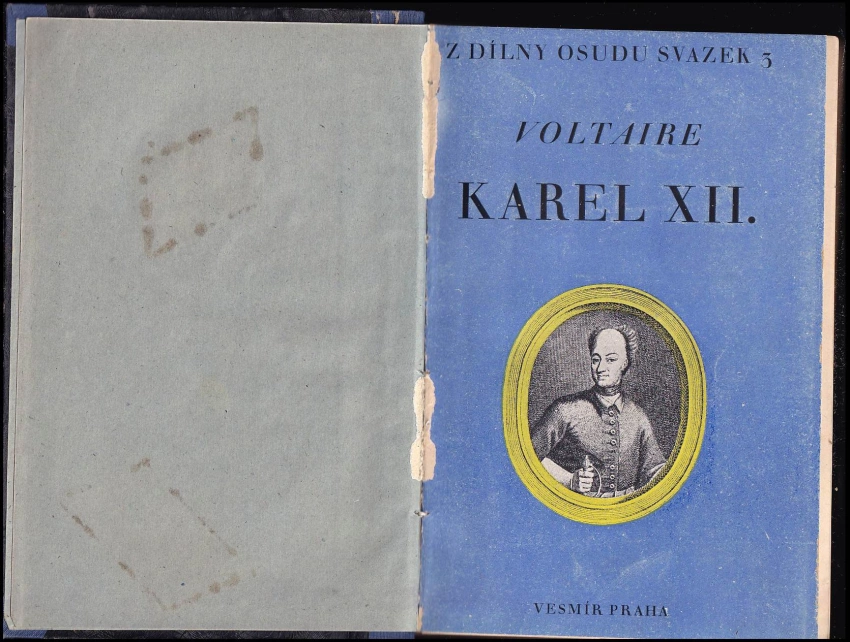 Z DÍLNY OSUDU SVAZEK 3
VOLTAIRE
KAREL XII.
VESMÍR PRAHA